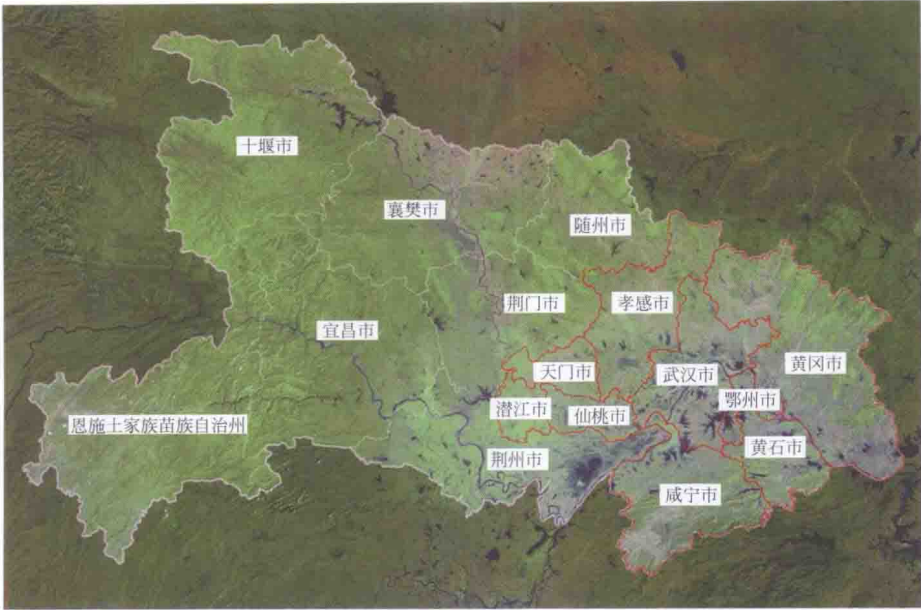 十堰市
襄樊市
随州市
荆门市
孝感市
宜昌市
天门市
武汉市
黄冈市
鄂州市
潜江市
仙桃市
恩施土家族苗族自治州
黄石市
荆州市
咸宁市